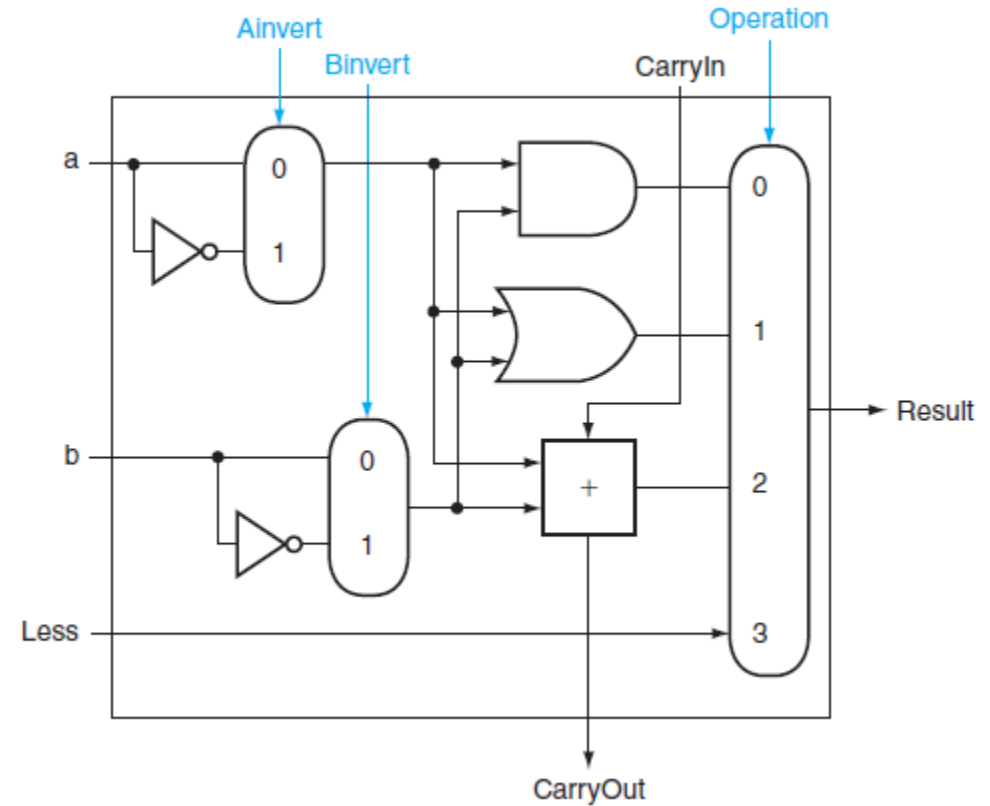 Operation
Ainvert
Binvert
CarryIn
a
0
0
1
1
b
0
+
2
1
Less
3
Result
CarryOut